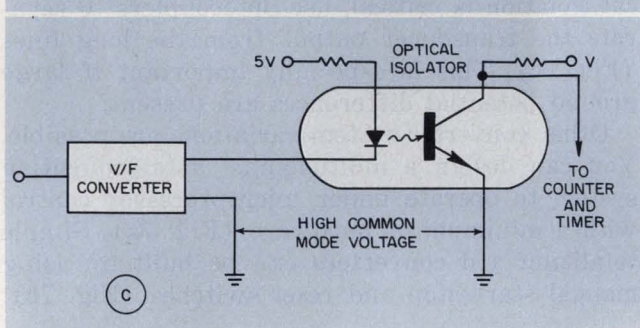 5V
OPTICAL
ISOLATOR
V
V/F
CONVERTER
TO
COUNTER
AND
TIMER
HIGH COMMON
MODE VOLTAGE
C